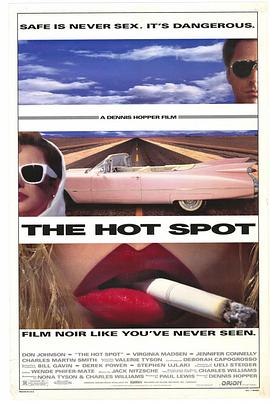 SAFE IS NEVER SEX. IT'S DANGEROUS.
A DENNIS HOPPER FILM
THE HOT SPOT
FILM NOIR LIKE YOU'VE NEVER SEEN.
DON JOHNSON "THE HOT SPOT" VIRGINIA MADSEN JENNIFER CONNELLY
CHARLES MARTIN SMITH VALERIE TYSON DEBORAH CAPOGROSSO
BILL GAVIN DEREK POWER STEPHEN UJLAKI UELI STEIGER
WENDE PHIFER-MATE JACK NITZSCHE CHARLES WILLIAMS
NONA TYSON & CHARLES WILLIAMS PAUL LEWIS DENNIS HOPPER
R
ORION